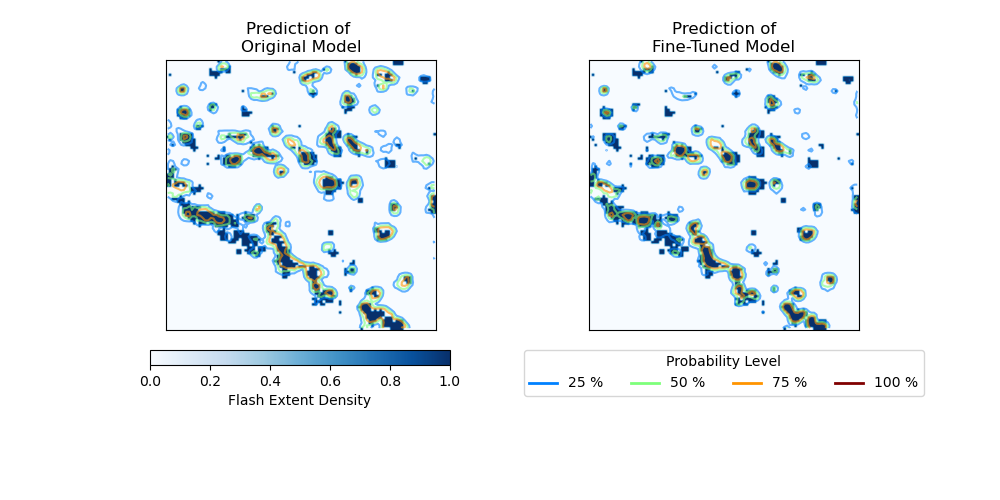 Prediction of
Original Model
Prediction of
Fine-Tuned Model
0.0 0.2 0.4 0.6 0.8 1.0
Flash Extent Density
Probability Level
25 % 50 % 75 % 100 %